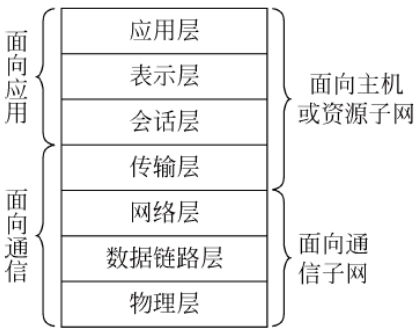 面向应用
面向通信
应用层
表示层
会话层
传输层
网络层
数据链路层
物理层
面向主机
或资源子网
面向通
信子网